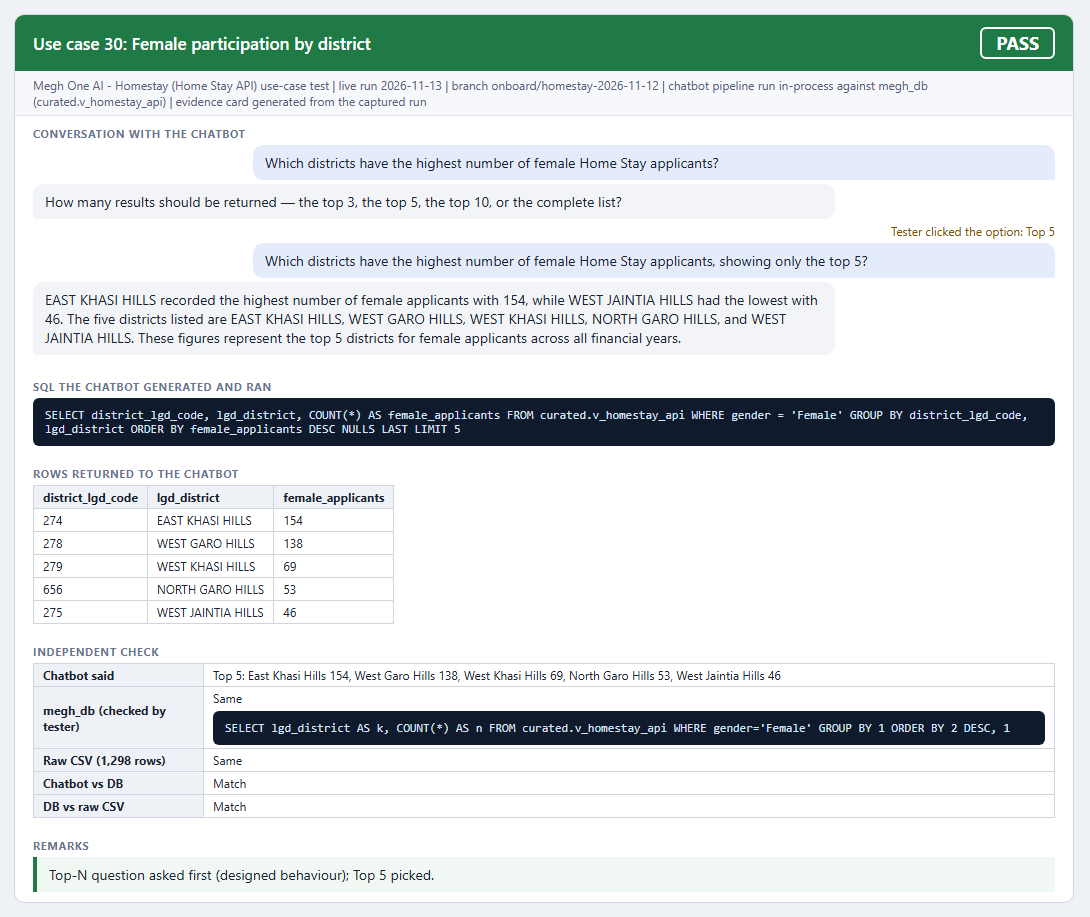 Use case 30: Female participation by district
PASS
Megh One AI - Homestay (Home Stay API) use-case test | live run 2026-11-13 | branch onboard/homestay-2026-11-12 | chatbot pipeline run in-process against megh_db
(curated.v_homestay_api) | evidence card generated from the captured run
CONVERSATION WITH THE CHATBOT
Which districts have the highest number of female Home Stay applicants?
How many results should be returned — the top 3, the top 5, the top 10, or the complete list?
Tester clicked the option: Top 5
Which districts have the highest number of female Home Stay applicants, showing only the top 5?
EAST KHASI HILLS recorded the highest number of female applicants with 154, while WEST JAINTIA HILLS had the lowest with
46. The five districts listed are EAST KHASI HILLS, WEST GARO HILLS, WEST KHASI HILLS, NORTH GARO HILLS, and WEST
JAINTIA HILLS. These figures represent the top 5 districts for female applicants across all financial years.
SQL THE CHATBOT GENERATED AND RAN
SELECT district_lgd_code, lgd_district, COUNT(*) AS female_applicants FROM curated.v_homestay_api WHERE gender = 'Female' GROUP BY district_lgd_code,
lgd_district ORDER BY female_applicants DESC NULLS LAST LIMIT 5
ROWS RETURNED TO THE CHATBOT
district_lgd_code lgd_district female_applicants
274 EAST KHASI HILLS 154
278 WEST GARO HILLS 138
279 WEST KHASI HILLS 69
656 NORTH GARO HILLS 53
275 WEST JAINTIA HILLS 46
INDEPENDENT CHECK
Chatbot said Top 5: East Khasi Hills 154, West Garo Hills 138, West Khasi Hills 69, North Garo Hills 53, West Jaintia Hills 46
megh_db (checked by
tester)
Same
SELECT lgd_district AS k, COUNT(*) AS n FROM curated.v_homestay_api WHERE gender='Female' GROUP BY 1 ORDER BY 2 DESC, 1
Raw CSV (1,298 rows) Same
Chatbot vs DB Match
DB vs raw CSV Match
REMARKS
Top-N question asked first (designed behaviour); Top 5 picked.